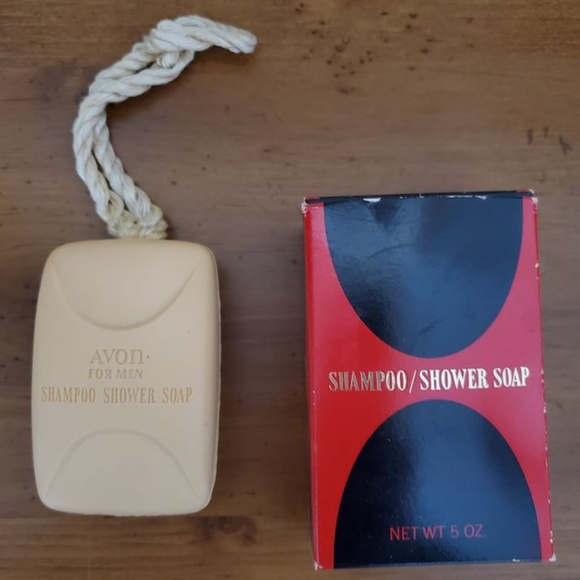 AVON·
FOR MEN
SHAMPOO SHOWER SOAP
SHAMPOO/SHOWER SOAP
NET WT 5 OZ.